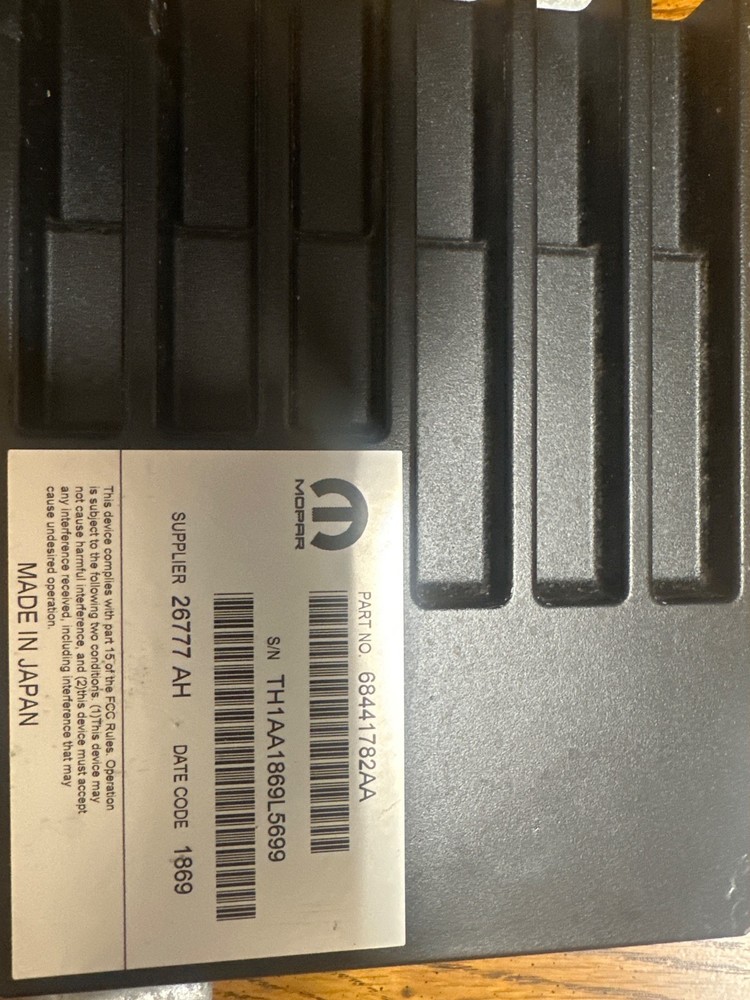 MOPAR
PART NO. 68441782AA
S/N TH1AA1869L5699
SUPPLIER 26777 AH DATE CODE 1869
This device complies with part 15 of the FCC Rules. Operation
is subject to the following two conditions. (1)This device may
not cause harmful interference, and (2)this device must accept
any interference received, including interference that may
cause undesired operation.
MADE IN JAPAN